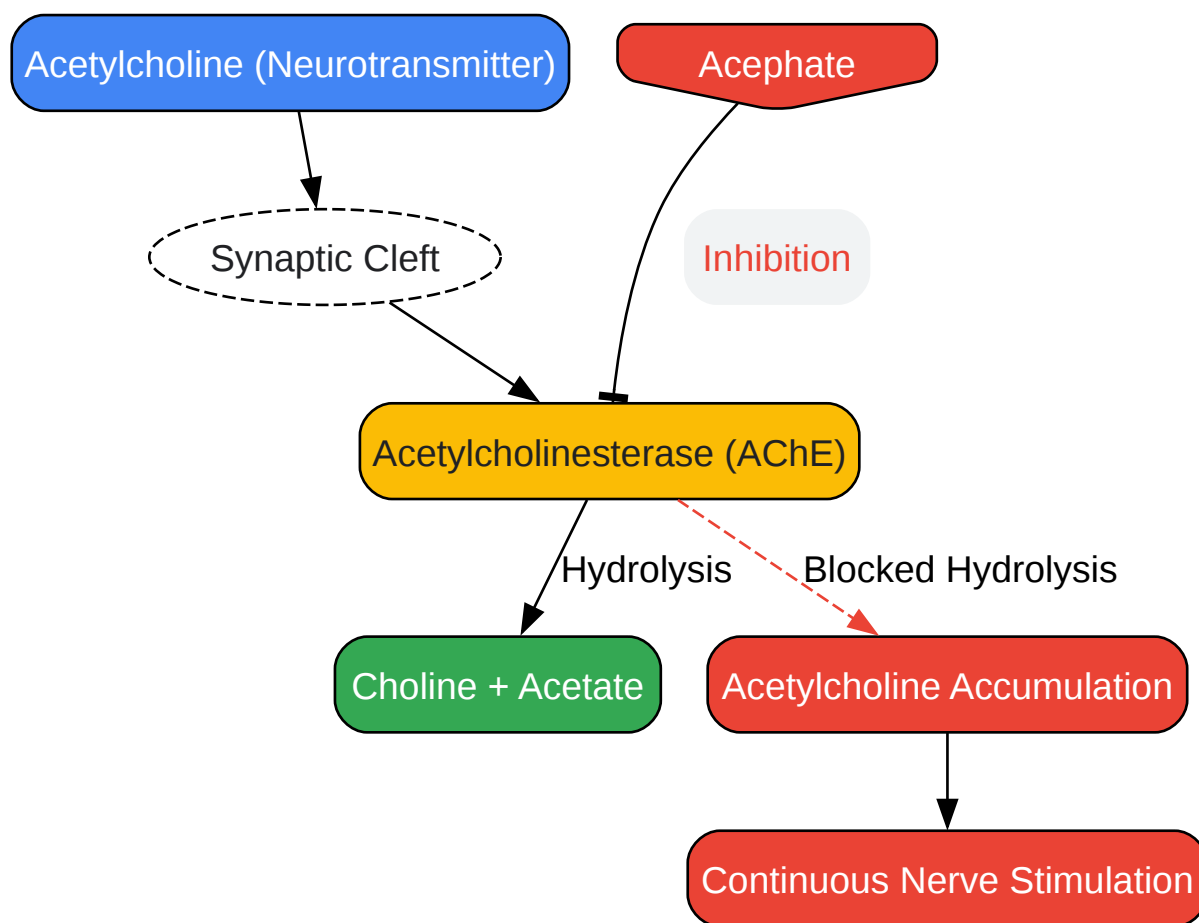 Acetylcholine (Neurotransmitter)
Acephate
Synaptic Cleft
Inhibition
Acetylcholinesterase (AChE)
Hydrolysis
Blocked Hydrolysis
Choline + Acetate
Acetylcholine Accumulation
Continuous Nerve Stimulation